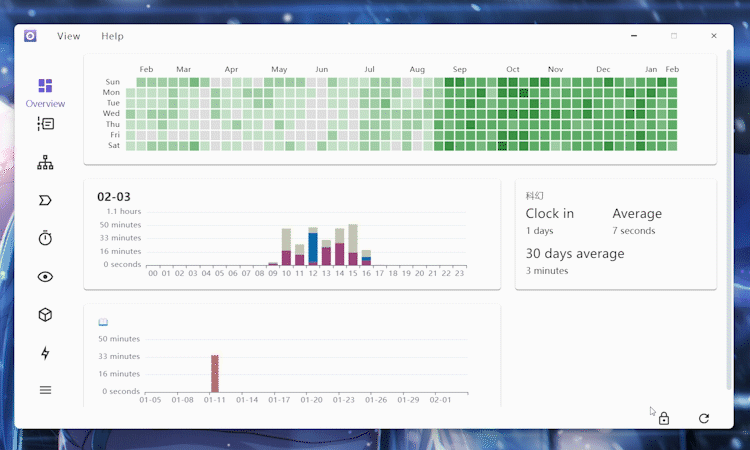 View Help
Overview
Feb Mar Apr May Jun Jul Aug Sep Oct Nov Dec Jan Feb
Sun
Mon
Tue
Wed
Thu
Fri
Sat
02-03
1.1 hours
50 minutes
33 minutes
16 minutes
0 seconds
00 01 02 03 04 05 06 07 08 09 10 11 12 13 14 15 16 17 18 19 20 21 22 23
科幻
Clock in Average
1 days 7 seconds
30 days average
3 minutes
50 minutes
33 minutes
16 minutes
0 seconds
01-05 01-08 01-11 01-14 01-17 01-20 01-23 01-26 01-29 02-01